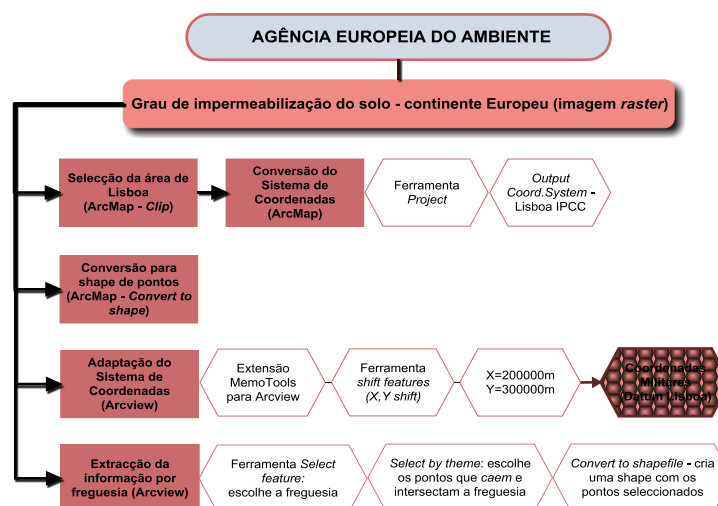 AGÊNCIA EUROPEIA DO AMBIENTE
Grau de impermeabilização do solo - continente Europeu (imagem raster)
Selecção da área de
Lisboa
(ArcMap - Clip)
Conversão do
Sistema de
Coordenadas
(ArcMap)
Ferramenta
Project
Output
Coord.System -
Lisboa IPCC
Conversão para
shape de pontos
(ArcMap - Convert to
shape)
Adaptação do
Sistema de
Coordenadas
(Arcview)
Extensão
MemoTools
para Arcview
Ferramenta
shift features
(X,Y shift)
X=200000m
Y=300000m
Coordenadas
Militares
(Datum Lisboa)
Extracção da
informação por
freguesia (Arcview)
Ferramenta Select
feature:
escolhe a freguesia
Select by theme: escolhe
os pontos que caem e
intersectam a freguesia
Convert to shapefile - cria
uma shape com os
pontos seleccionados